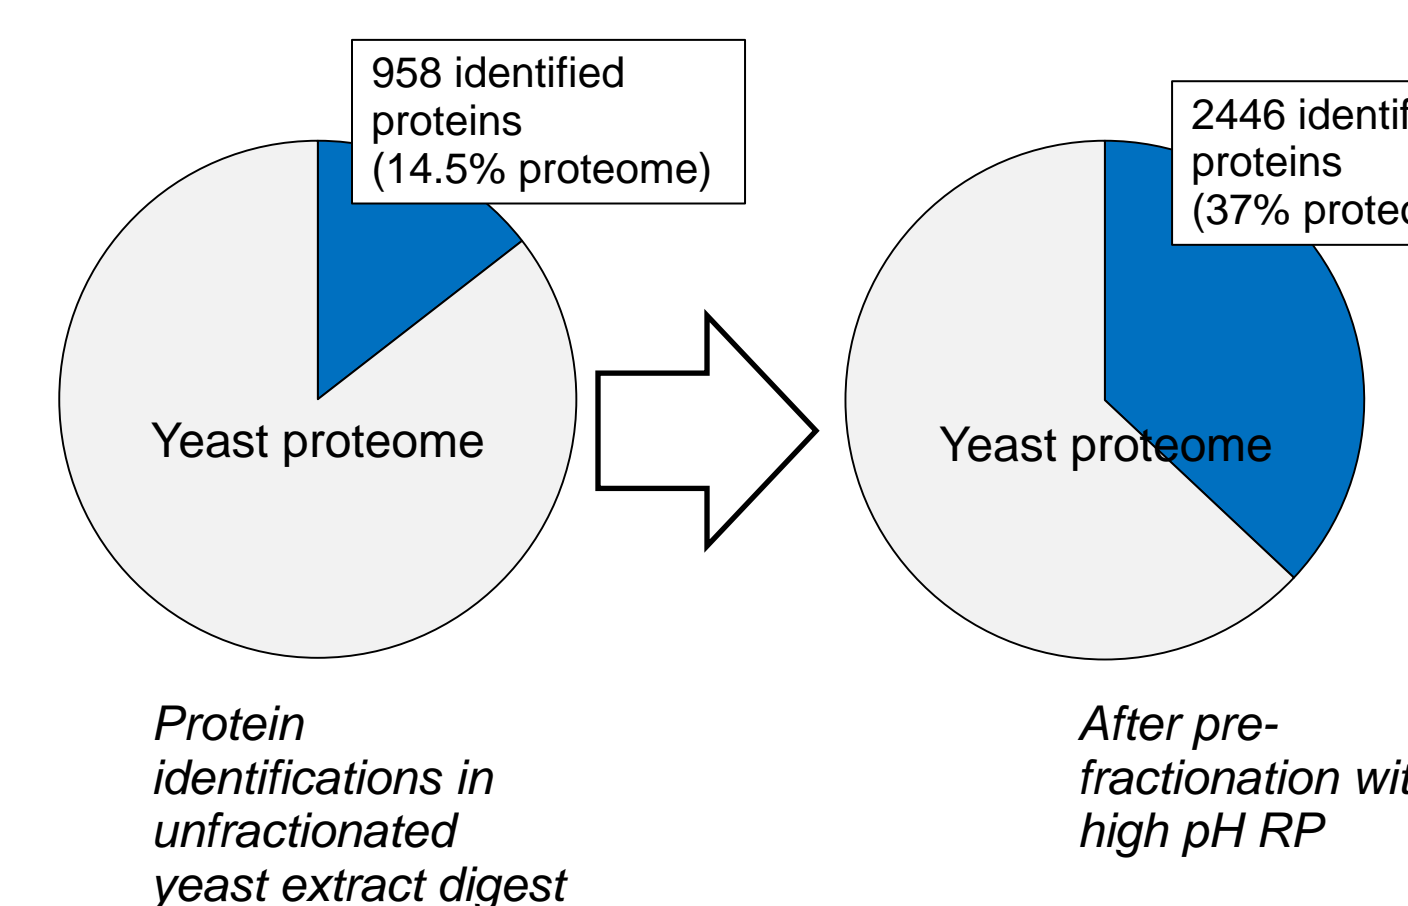 958 identified
proteins
(14.5% proteome)
2446 identif
proteins
(37% proteo
Yeast proteome
Yeast proteome
Protein
identifications in
unfractionated
yeast extract digest
After pre-
fractionation wit
high pH RP